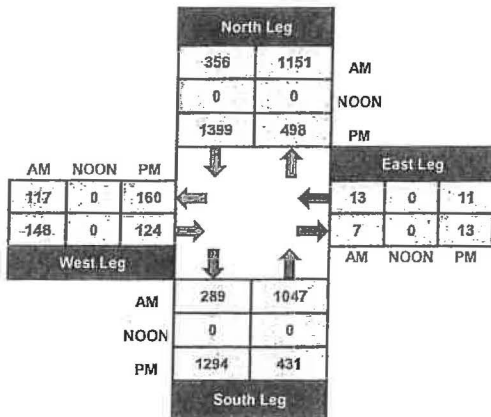 North Leg
356 1151 AM
0 0 NOON
1399 498 PM
AM NOON PM East Leg
117 0 160 13 0 11
148 0 124 7 0 13
West Leg AM NOON PM
AM 289 1047
NOON 0 0
PM 1294 431
South Leg